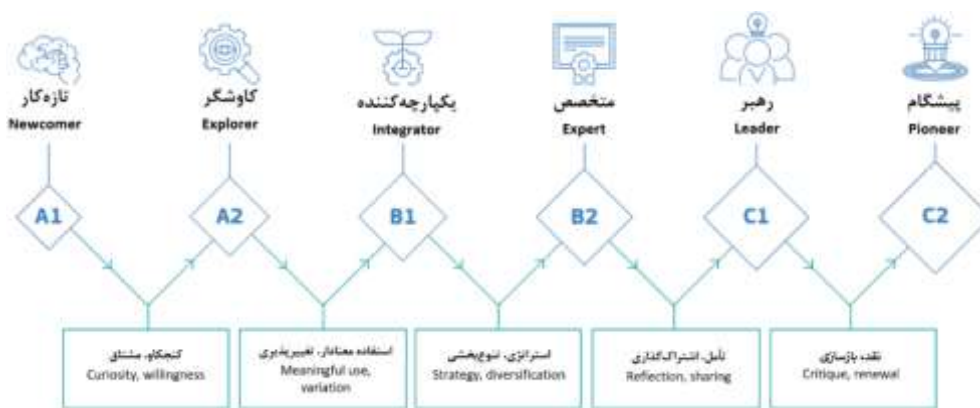 تازه‌کار
Newcomer
کاوشگر
Explorer
یکپارچه‌کننده
Integrator
متخصص
Expert
رهبر
Leader
پیشگام
Pioneer
A1
A2
B1
B2
C1
C2
کنجکاو، مشتاق
Curiosity, willingness
استفاده معنادار، تغییرپذیری
Meaningful use,
variation
استراتژی، تنوع‌بخشی
Strategy, diversification
تأمل، اشتراک‌گذاری
Reflection, sharing
نقد، بازسازی
Critique, renewal